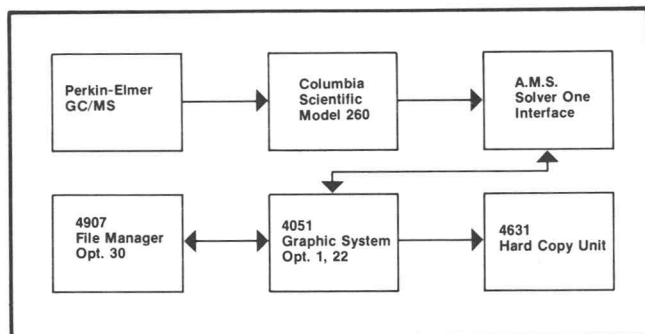 Perkin-Elmer
GC/MS
Columbia
Scientific
Model 260
A.M.S.
Solver One
Interface
4907
File Manager
Opt. 30
4051
Graphic System
Opt. 1, 22
4631
Hard Copy Unit